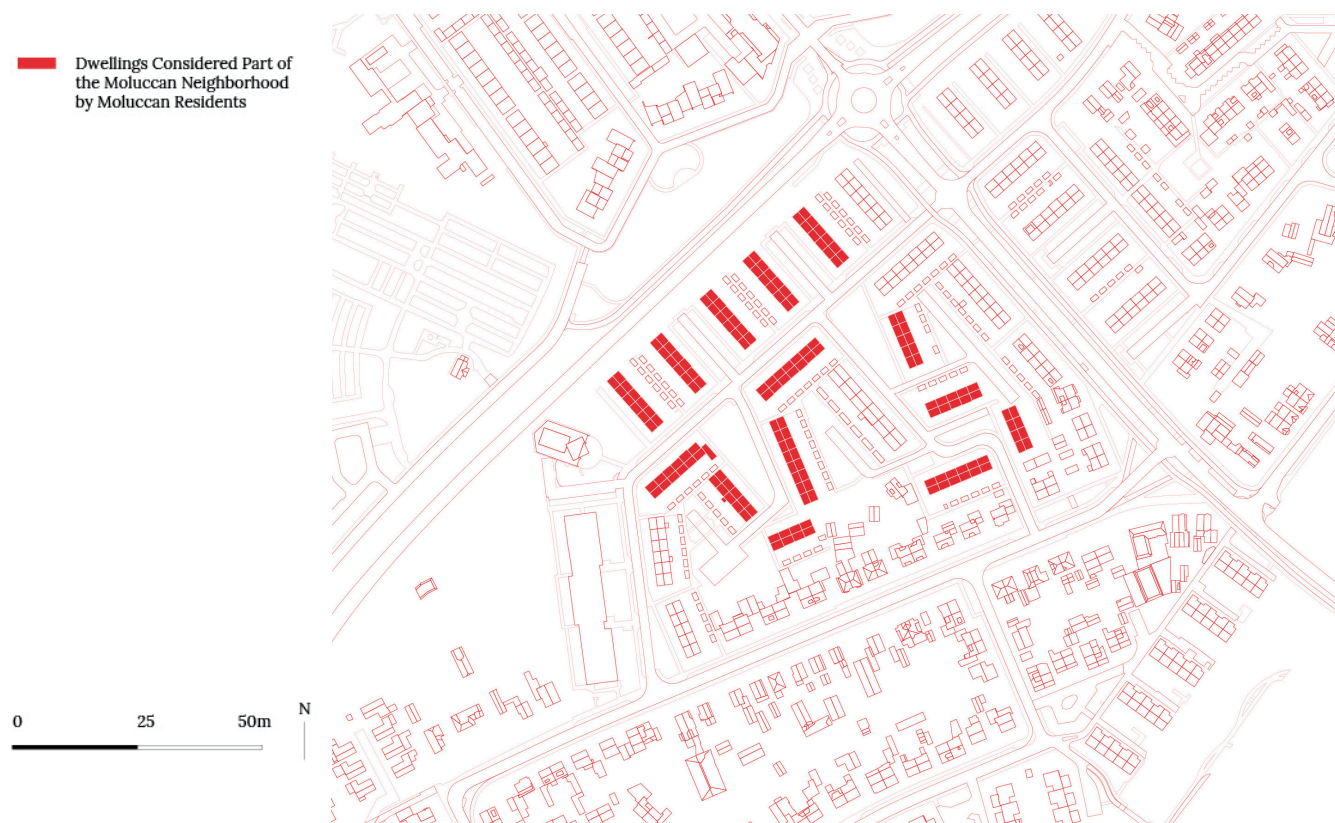 Dwellings Considered Part of
the Moluccan Neighborhood
by Moluccan Residents
0 25 50m
N